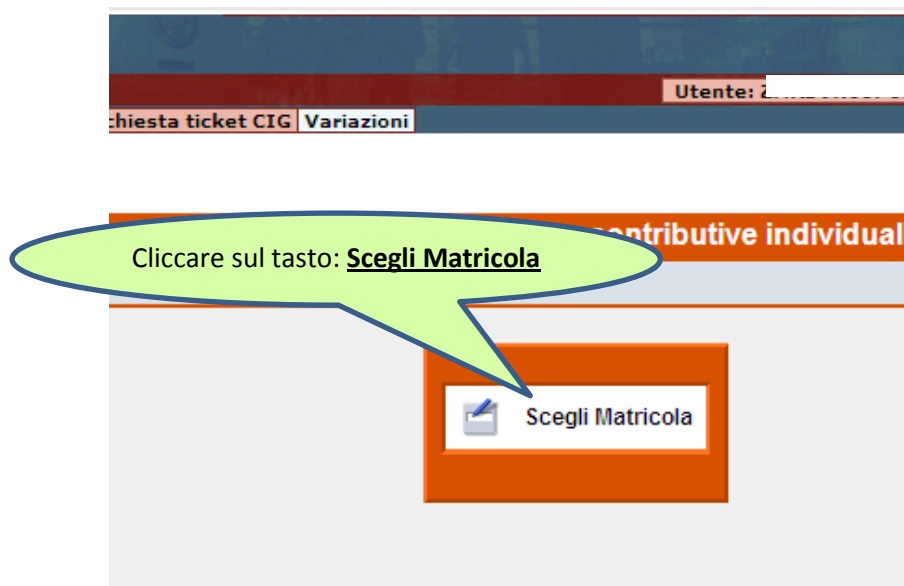 Utente:
chiesta ticket CIG Variazioni
contributive individual
Cliccare sul tasto: Scegli Matricola
Scegli Matricola